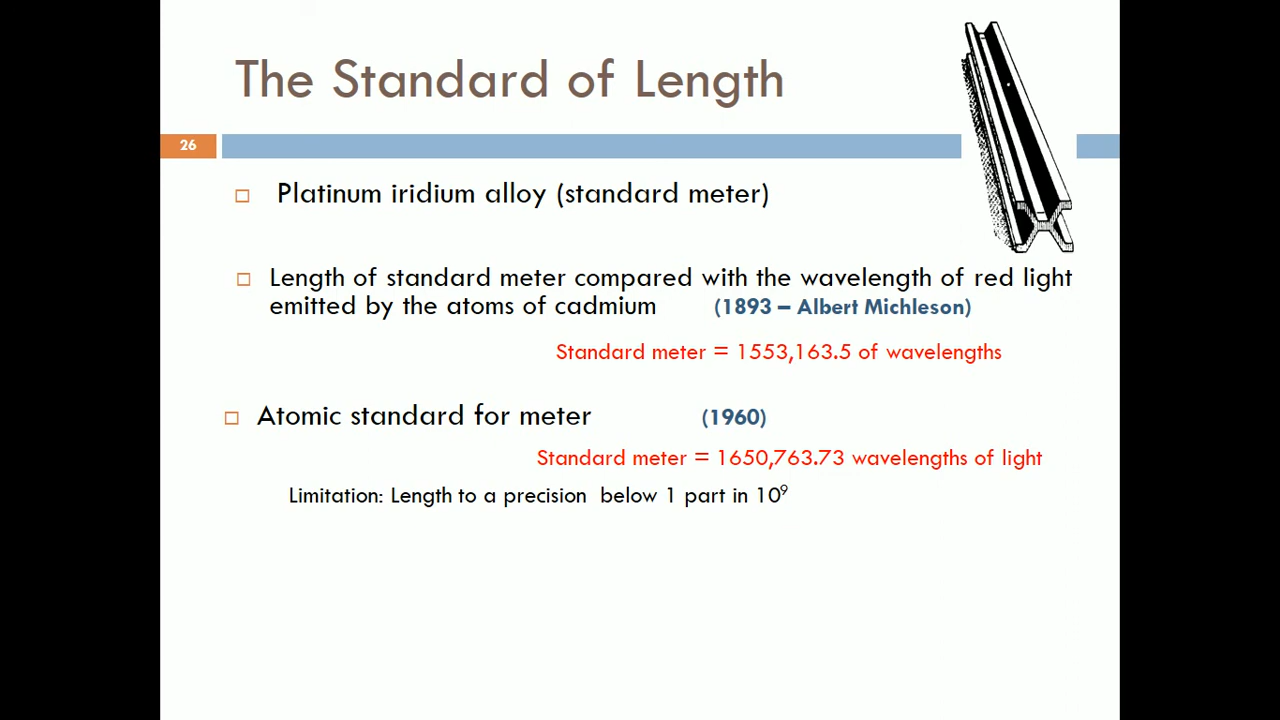 The Standard of Length
26
Platinum iridium alloy (standard meter)
Length of standard meter compared with the wavelength of red light
emitted by the atoms of cadmium (1893 – Albert Michleson)
Standard meter = 1553,163.5 of wavelengths
Atomic standard for meter (1960)
Standard meter = 1650,763.73 wavelengths of light
Limitation: Length to a precision below 1 part in 10⁹